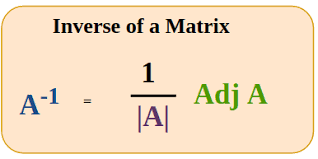 Inverse of a Matrix
A⁻¹ = 1/|A| Adj A